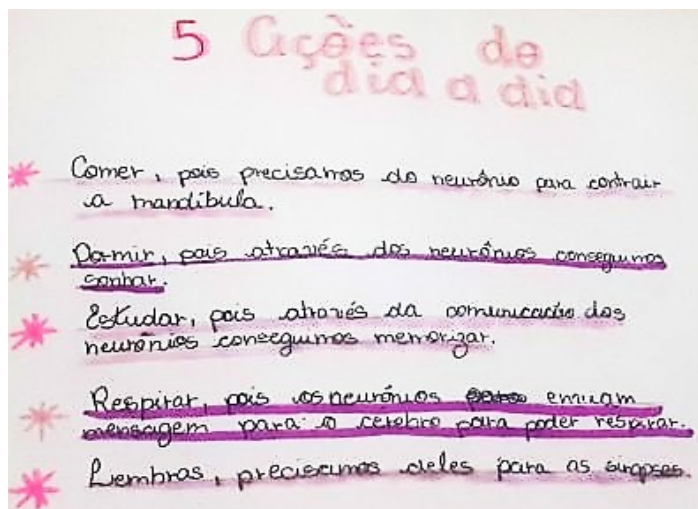 5 Ações do
dia a dia
Comer, pois precisamos do neurônio para contrair
a mandíbula.
Dormir, pois através dos neurônios conseguimos
sonhar.
Estudar, pois através da comunicação dos
neurônios conseguimos memorizar.
Respirar, pois os neurônios enviam
mensagem para o cérebro para poder respirar.
Lembras, precisamos deles para as sinapses.